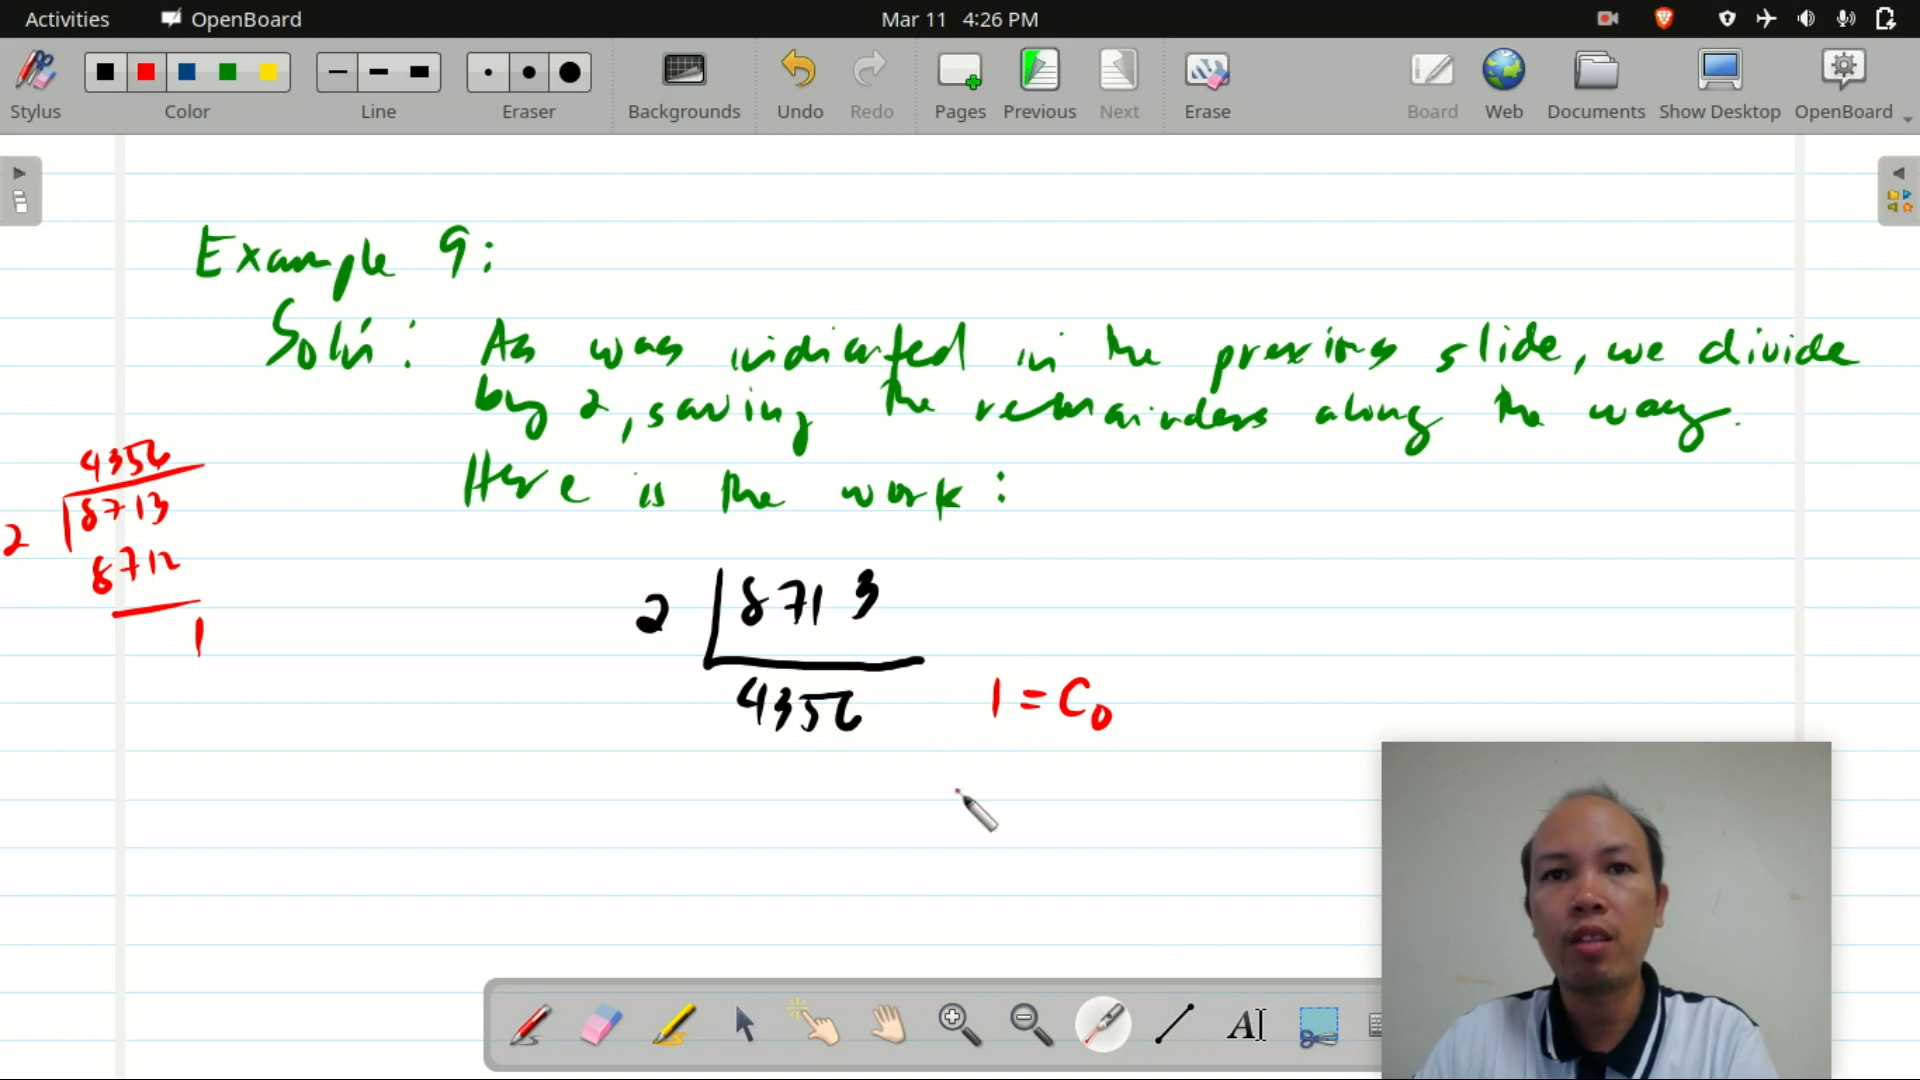 Activities OpenBoard Mar 11 4:26 PM
Stylus Color Line Eraser Backgrounds Undo Redo Pages Previous Next Erase Board Web Documents Show Desktop OpenBoard
Example 9:
Sol'n: As was indicated in the previous slide, we divide
by 2, saving the remainders along the way.
Here is the work:
4356
2 8713
8712
1
2 8713
4356 1 = C0